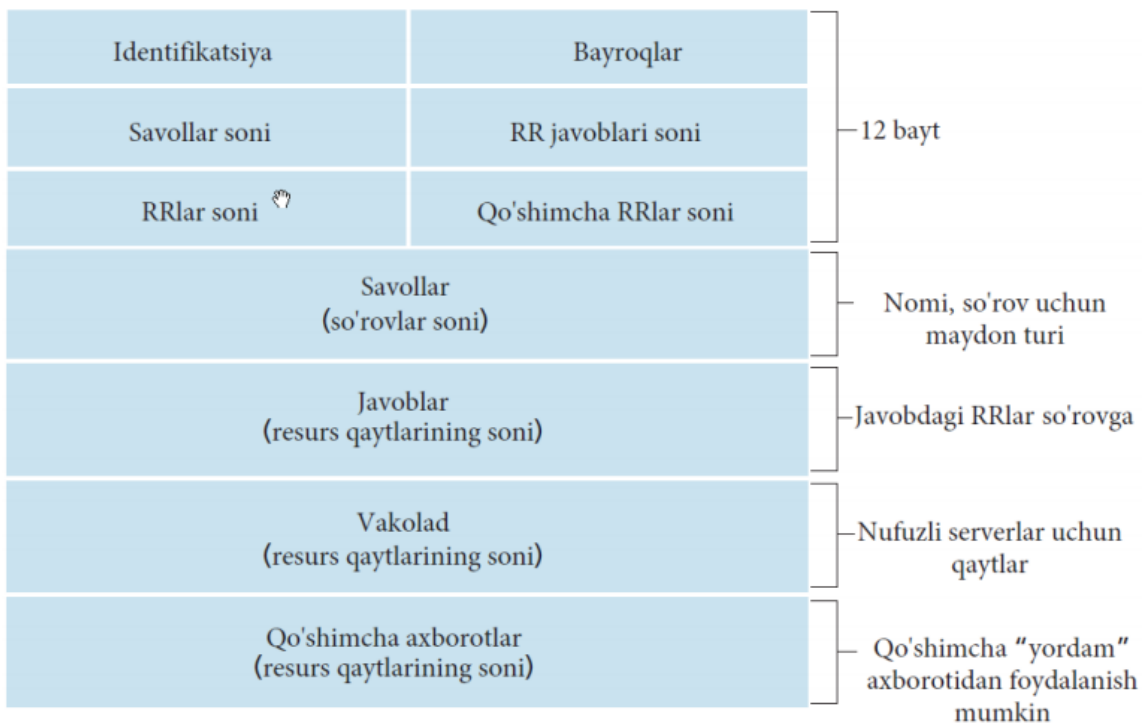 Identifikatsiya
Bayroqlar
Savollar soni
RR javoblari soni
12 bayt
RRlar soni
Qo'shimcha RRlar soni
Savollar
(so'rovlar soni)
Nomi, so'rov uchun
maydon turi
Javoblar
(resurs qaytlarining soni)
Javobdagi RRlar so'rovga
Vakolad
(resurs qaytlarining soni)
Nufuzli serverlar uchun
qaytlar
Qo'shimcha axborotlar
(resurs qaytlarining soni)
Qo'shimcha “yordam”
axborotidan foydalanish
mumkin